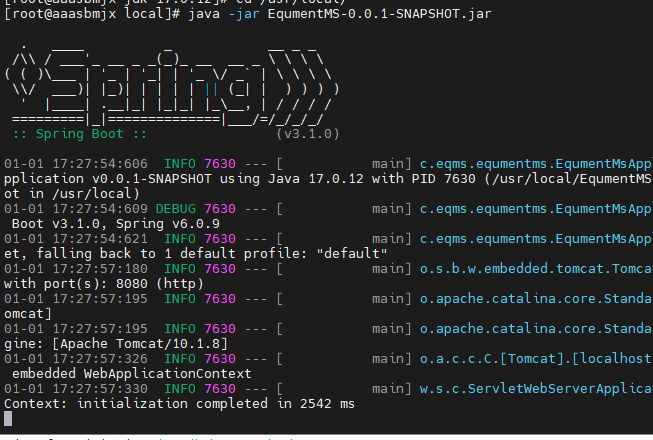 [root@aaasbmjx local]# java -jar EqumentMS-0.0.1-SNAPSHOT.jar
  .   ____          _            __ _ _
 /\\ / ___'_ __ _ _(_)_ __  __ _ \ \ \ \
( ( )\___ | '_ | '_| | '_ \/ _` | \ \ \ \
 \\/  ___)| |_)| | | | | || (_| |  ) ) ) )
  '  |____| .__|_| |_|_| |_\__, | / / / /
 =========|_|==============|___/=/_/_/_/
 :: Spring Boot ::                (v3.1.0)
01-01 17:27:54:606  INFO 7630 --- [           main] c.eqms.equmentms.EqumentMsApp
pplication v0.0.1-SNAPSHOT using Java 17.0.12 with PID 7630 (/usr/local/EqumentMS
ot in /usr/local)
01-01 17:27:54:609 DEBUG 7630 --- [           main] c.eqms.equmentms.EqumentMsApp
 Boot v3.1.0, Spring v6.0.9
01-01 17:27:54:621  INFO 7630 --- [           main] c.eqms.equmentms.EqumentMsApp
et, falling back to 1 default profile: "default"
01-01 17:27:57:180  INFO 7630 --- [           main] o.s.b.w.embedded.tomcat.Tomca
with port(s): 8080 (http)
01-01 17:27:57:195  INFO 7630 --- [           main] o.apache.catalina.core.Standa
omcat]
01-01 17:27:57:195  INFO 7630 --- [           main] o.apache.catalina.core.Standa
gine: [Apache Tomcat/10.1.8]
01-01 17:27:57:326  INFO 7630 --- [           main] o.a.c.c.C.[Tomcat].[localhost
 embedded WebApplicationContext
01-01 17:27:57:330  INFO 7630 --- [           main] w.s.c.ServletWebServerApplica
Context: initialization completed in 2542 ms